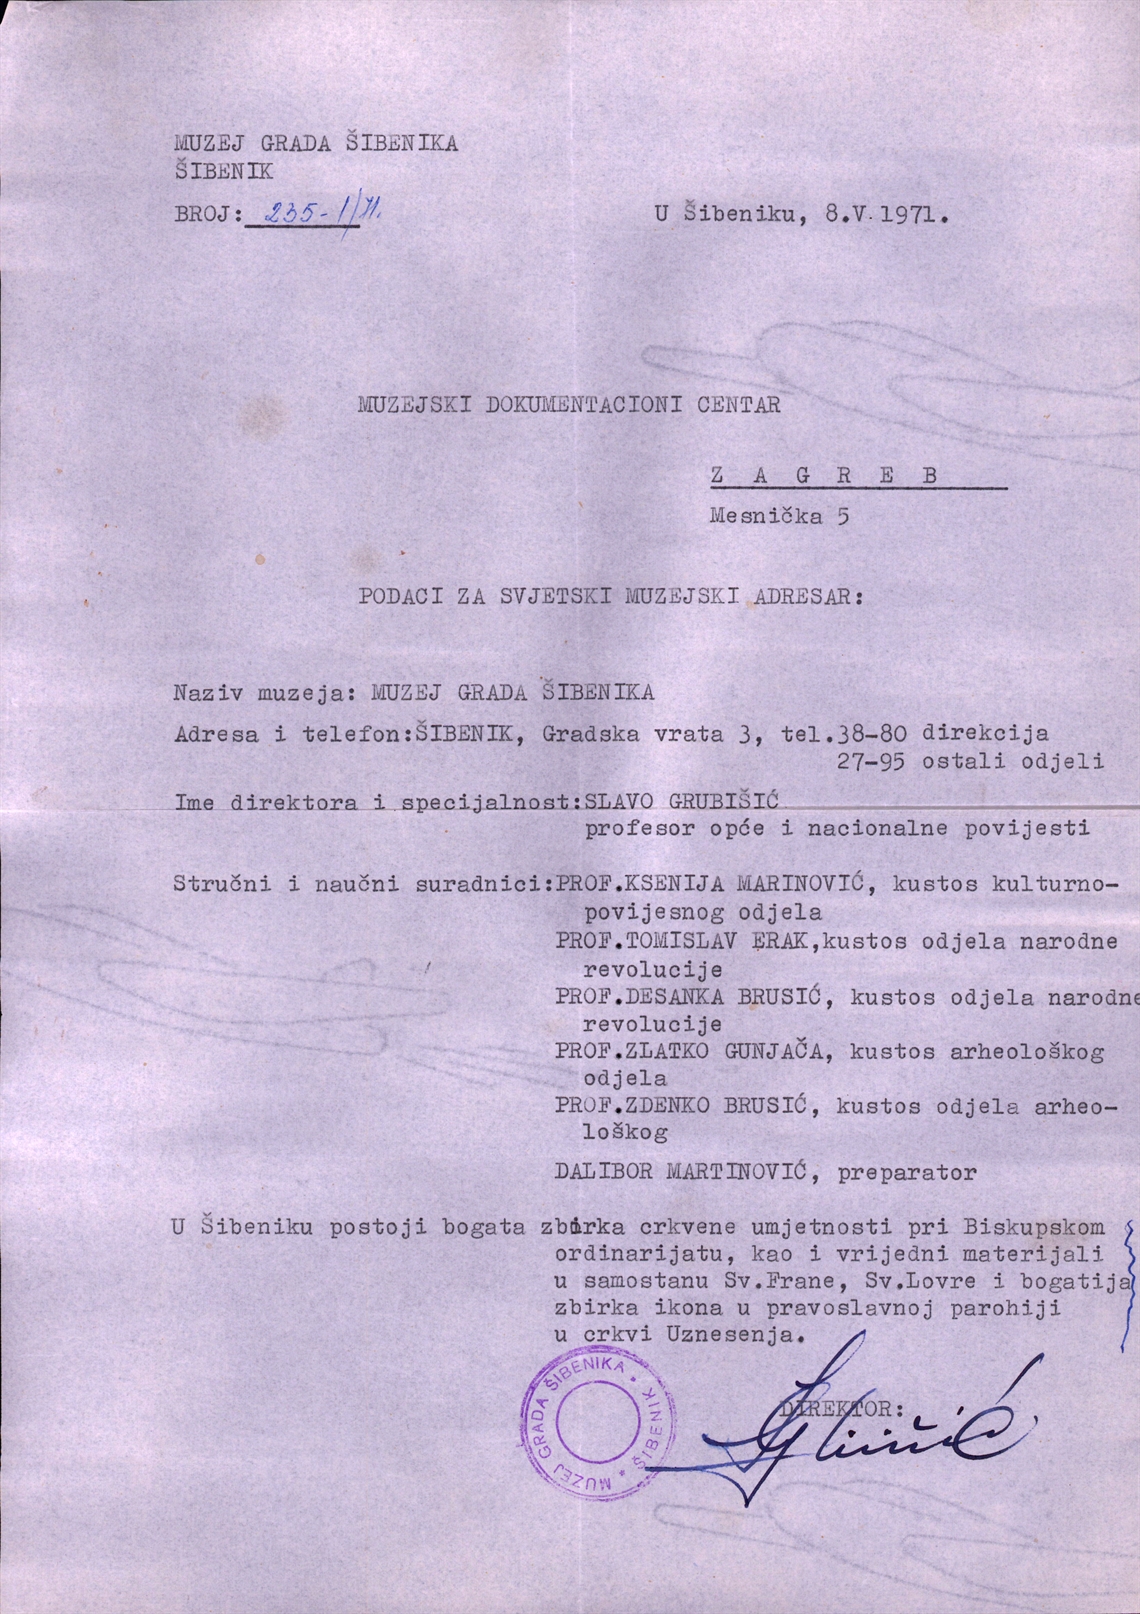 MUZEJ GRADA ŠIBENIKA
ŠIBENIK
BROJ: 235-1/71.
U Šibeniku, 8.V.1971.
MUZEJSKI DOKUMENTACIONI CENTAR
Z A G R E B
Mesnička 5
PODACI ZA SVJETSKI MUZEJSKI ADRESAR:
Naziv muzeja: MUZEJ GRADA ŠIBENIKA
Adresa i telefon:ŠIBENIK, Gradska vrata 3, tel.38-80 direkcija
27-95 ostali odjeli
Ime direktora i specijalnost:SLAVO GRUBIŠIĆ
profesor opće i nacionalne povijesti
Stručni i naučni suradnici:PROF.KSENIJA MARINOVIĆ, kustos kulturno-
povijesnog odjela
PROF.TOMISLAV ERAK,kustos odjela narodne
revolucije
PROF.DESANKA BRUSIĆ, kustos odjela narodne
revolucije
PROF.ZLATKO GUNJAČA, kustos arheološkog
odjela
PROF.ZDENKO BRUSIĆ, kustos odjela arheo-
loškog
DALIBOR MARTINOVIĆ, preparator
U Šibeniku postoji bogata zbirka crkvene umjetnosti pri Biskupskom
ordinarijatu, kao i vrijedni materijali
u samostanu Sv.Frane, Sv.Lovre i bogatija
zbirka ikona u pravoslavnoj parohiji
u crkvi Uznesenja.
MUZEJ GRADA ŠIBENIKA • ŠIBENIK *
DIREKTOR: